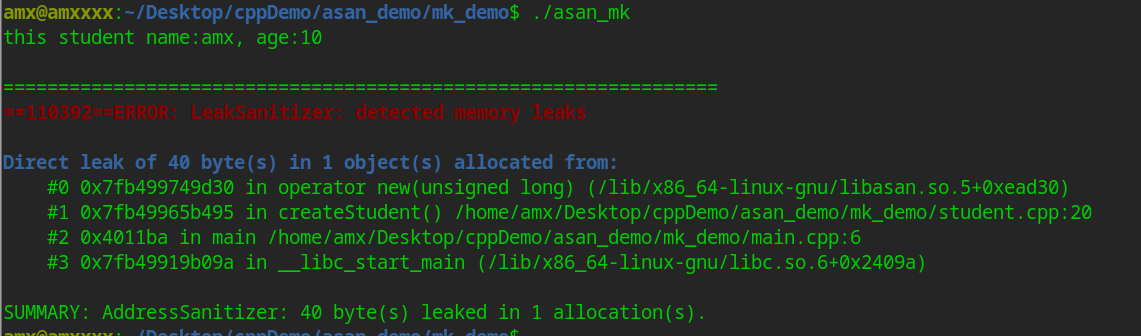 amx@amxxxx:~/Desktop/cppDemo/asan_demo/mk_demo$ ./asan_mk
this student name:amx, age:10
=================================================================
==110392==ERROR: LeakSanitizer: detected memory leaks
Direct leak of 40 byte(s) in 1 object(s) allocated from:
#0 0x7fb499749d30 in operator new(unsigned long) (/lib/x86_64-linux-gnu/libasan.so.5+0xead30)
#1 0x7fb49965b495 in createStudent() /home/amx/Desktop/cppDemo/asan_demo/mk_demo/student.cpp:20
#2 0x4011ba in main /home/amx/Desktop/cppDemo/asan_demo/mk_demo/main.cpp:6
#3 0x7fb49919b09a in __libc_start_main (/lib/x86_64-linux-gnu/libc.so.6+0x2409a)
SUMMARY: AddressSanitizer: 40 byte(s) leaked in 1 allocation(s).
amx@amxxxx:~/Desktop/cppDemo/asan_demo/mk_demo$